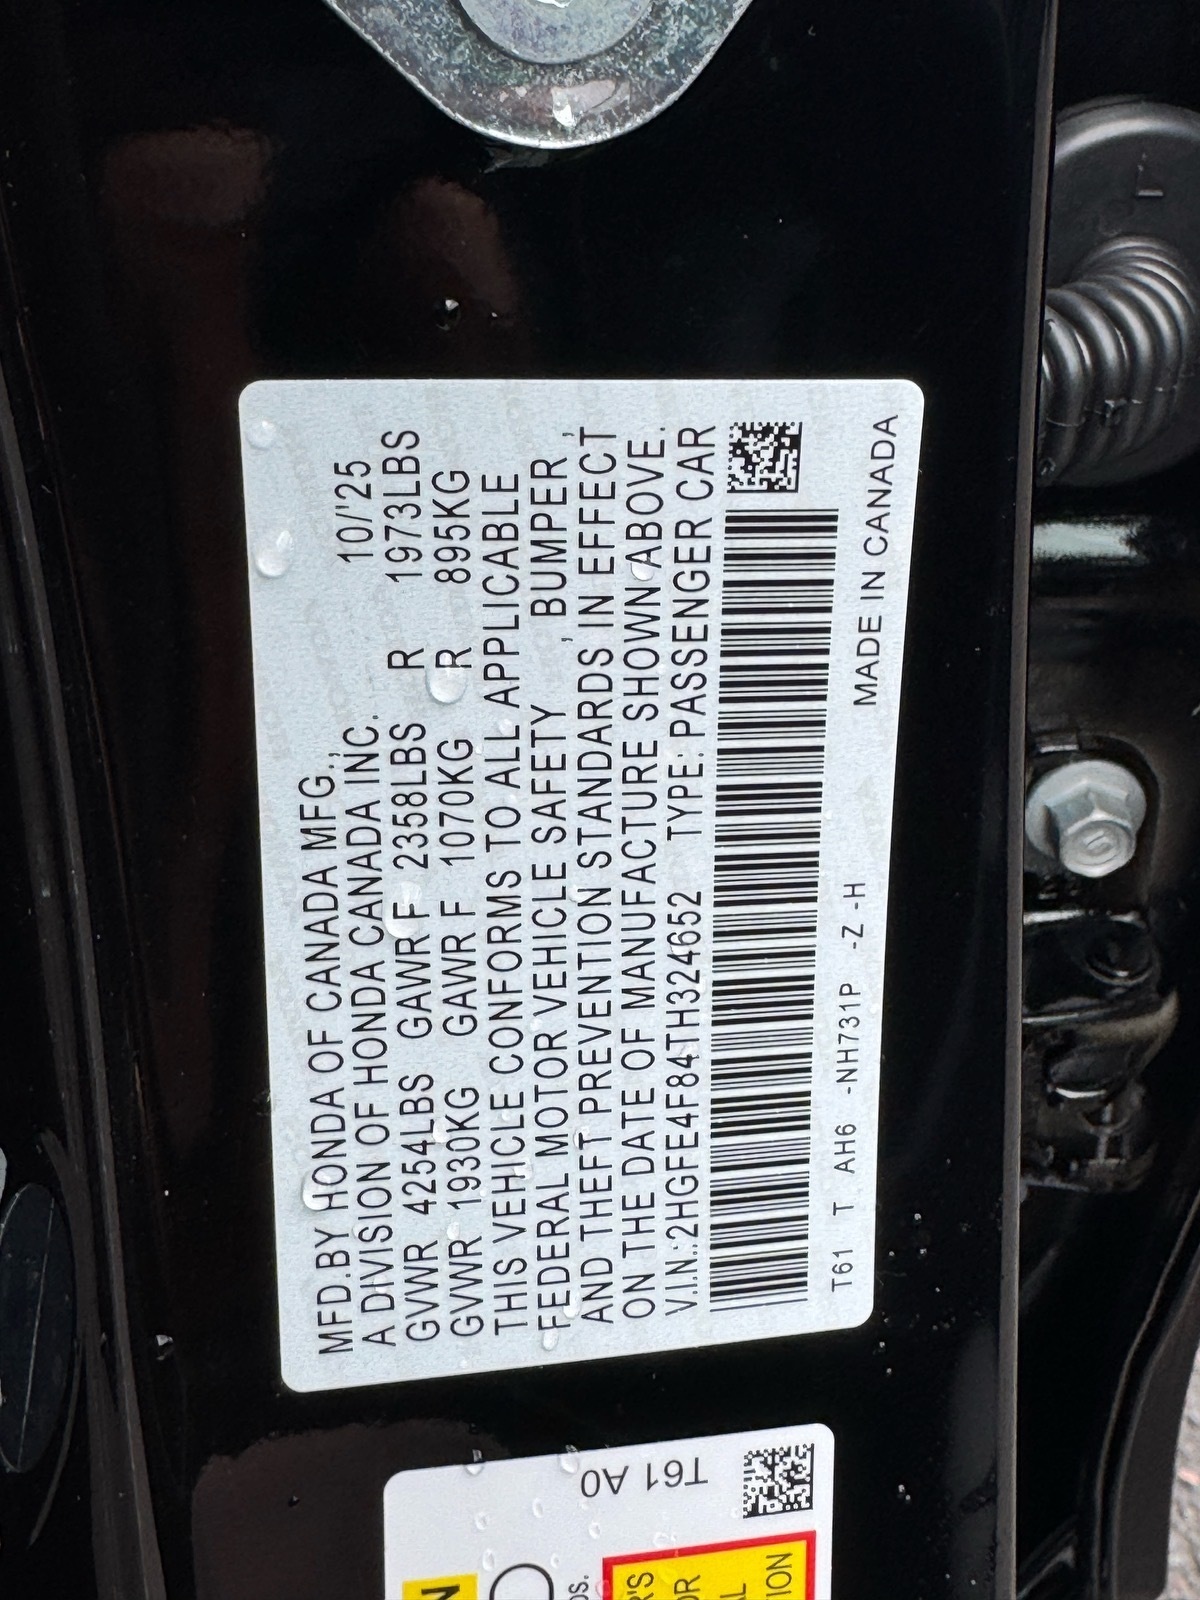 MFD.BY HONDA OF CANADA MFG.,
A DIVISION OF HONDA CANADA INC. 10/'25
GVWR 4254LBS GAWR F 2358LBS R 1973LBS
GVWR 1930KG GAWR F 1070KG R 895KG
THIS VEHICLE CONFORMS TO ALL APPLICABLE
FEDERAL MOTOR VEHICLE SAFETY , BUMPER ,
AND THEFT PREVENTION STANDARDS IN EFFECT
ON THE DATE OF MANUFACTURE SHOWN ABOVE.
V.I.N.:2HGFE4F84TH324652 TYPE: PASSENGER CAR
T61 T AH6 -NH731P -Z -H MADE IN CANADA
T61 A0